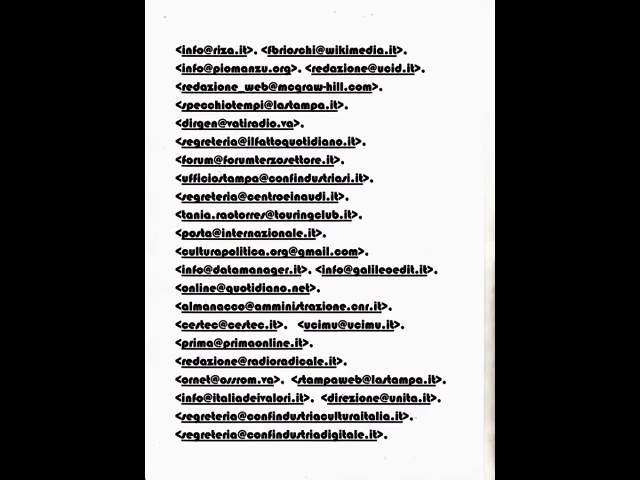 <info@riza.it>, <fbrioschi@wikimedia.it>,
<info@piomanzu.org>, <redazione@ucid.it>,
<redazione_web@mcgraw-hill.com>,
<specchiotempi@lastampa.it>,
<dirgen@vatiradio.va>,
<segreteria@ilfattoquotidiano.it>,
<forum@forumterzosettore.it>,
<ufficiostampa@confindustriasi.it>,
<segreteria@centroeinaudi.it>,
<tania.raotorres@touringclub.it>,
<posta@internazionale.it>,
<culturapolitica.org@gmail.com>,
<info@datamanager.it>, <info@galileoedit.it>,
<online@quotidiano.net>,
<almanacco@amministrazione.cnr.it>,
<cestec@cestec.it>, <ucimu@ucimu.it>,
<prima@primaonline.it>,
<redazione@radioradicale.it>,
<ornet@ossrom.va>, <stampaweb@lastampa.it>,
<info@italiadeivalori.it>, <direzione@unita.it>,
<segreteria@confindustriaculturaitalia.it>,
<segreteria@confindustriadigitale.it>,